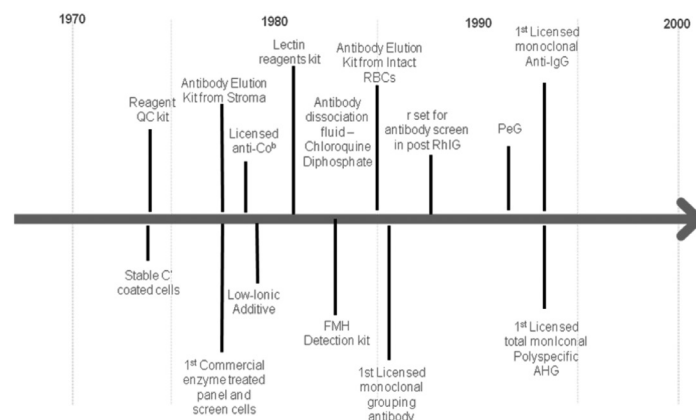 1970
1980
1990
2000
Reagent
QC kit
Antibody Elution
Kit from Stroma
Licensed
anti-Coᵇ
Lectin
reagents kit
Antibody
dissociation
fluid –
Chloroquine
Diphosphate
Antibody Elution
Kit from Intact
RBCs
r set for
antibody screen
in post RhIG
PeG
1st Licensed
monoclonal
Anti-IgG
Stable C'
coated cells
1st Commercial
enzyme treated
panel and
screen cells
Low-Ionic
Additive
FMH
Detection kit
1st Licensed
monoclonal
grouping
antibody
1st Licensed
total monlconal
Polyspecific
AHG